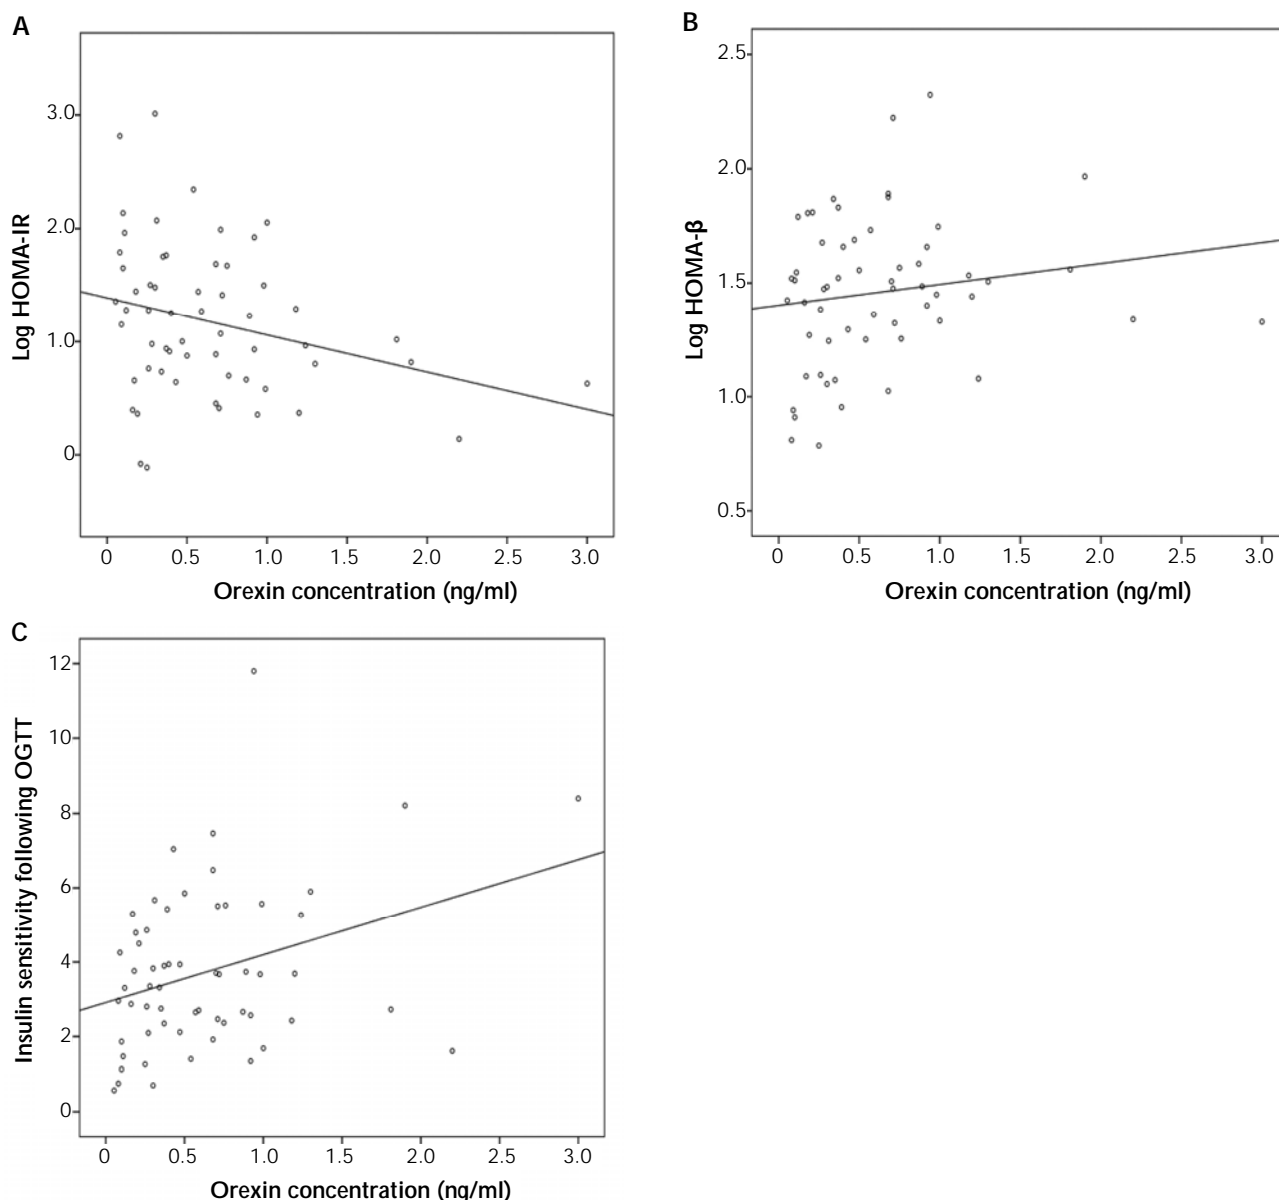 A
Log HOMA-IR
3.0
2.0
1.0
0
0 0.5 1.0 1.5 2.0 2.5 3.0
Orexin concentration (ng/ml)
B
Log HOMA-β
2.5
2.0
1.5
1.0
0.5
0 0.5 1.0 1.5 2.0 2.5 3.0
Orexin concentration (ng/ml)
C
Insulin sensitivity following OGTT
12
10
8
6
4
2
0
0 0.5 1.0 1.5 2.0 2.5 3.0
Orexin concentration (ng/ml)